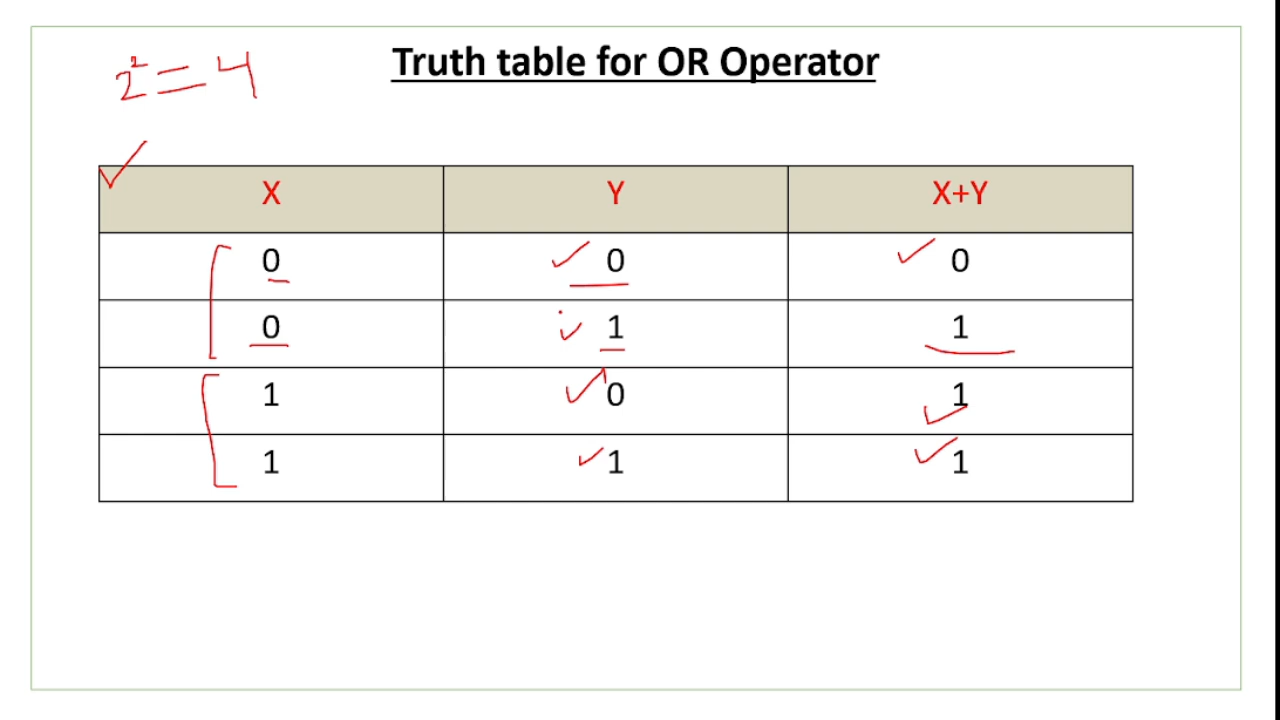 2² = 4
Truth table for OR Operator
X Y X+Y
0 0 0
0 1 1
1 0 1
1 1 1